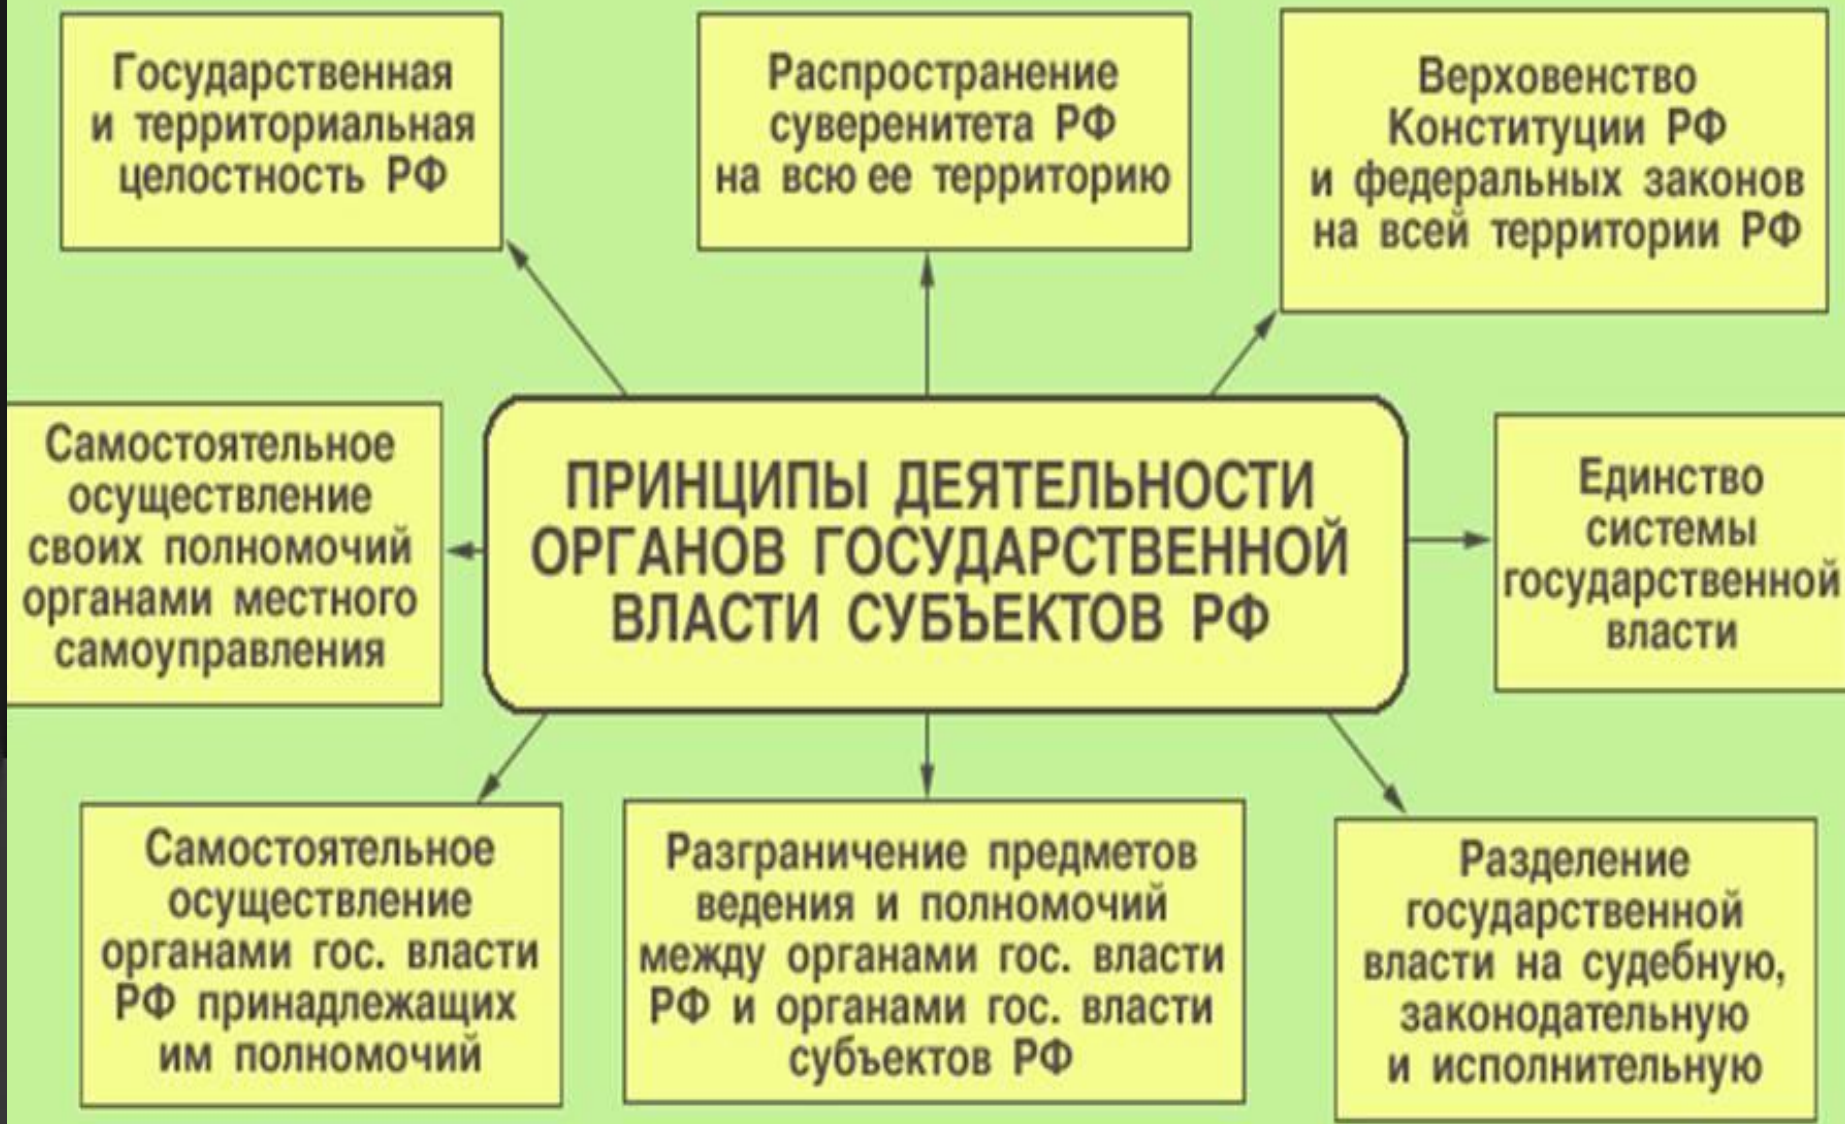 Государственная
и территориальная
целостность РФ
Распространение
суверенитета РФ
на всю ее территорию
Верховенство
Конституции РФ
и федеральных законов
на всей территории РФ
Самостоятельное
осуществление
своих полномочий
органами местного
самоуправления
ПРИНЦИПЫ ДЕЯТЕЛЬНОСТИ
ОРГАНОВ ГОСУДАРСТВЕННОЙ
ВЛАСТИ СУБЪЕКТОВ РФ
Единство
системы
государственной
власти
Самостоятельное
осуществление
органами гос. власти
РФ принадлежащих
им полномочий
Разграничение предметов
ведения и полномочий
между органами гос. власти
РФ и органами гос. власти
субъектов РФ
Разделение
государственной
власти на судебную,
законодательную
и исполнительную